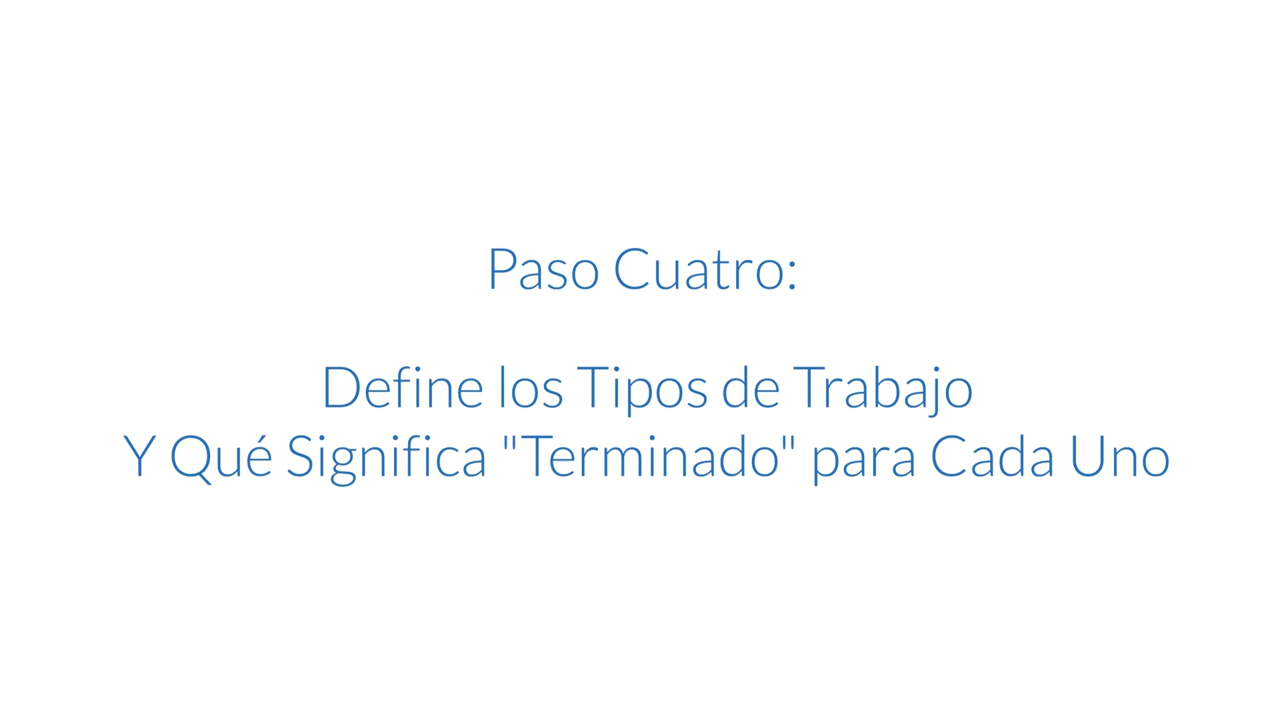 Paso Cuatro:
Define los Tipos de Trabajo
Y Qué Significa "Terminado" para Cada Uno